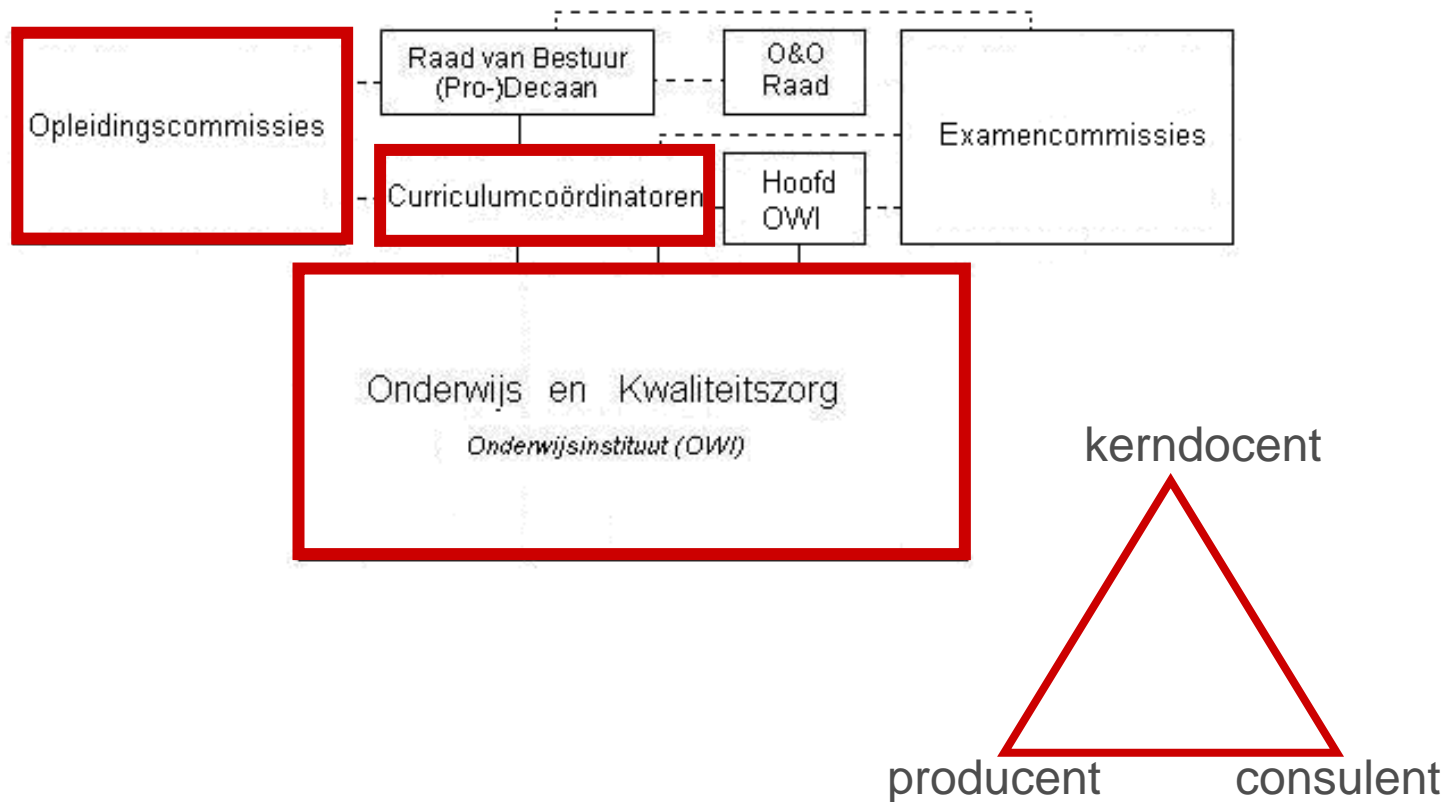 Opleidingscommissies
Raad van Bestuur
(Pro-)Decaan
O&O
Raad
Examencommissies
Curriculumcoördinatoren
Hoofd
OWI
Onderwijs en Kwaliteitszorg
Onderwijsinstituut (OWI)
kerndocent
producent
consulent